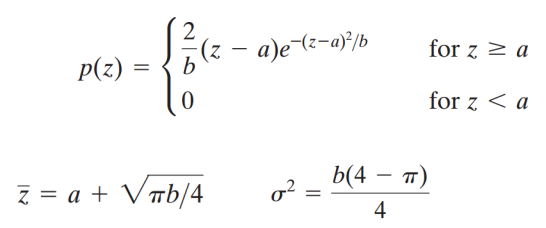 p(z) = { 2/b (z − a)e^−(z−a)²/b for z ≥ a
0 for z < a
z̄ = a + √πb/4 σ² = b(4 − π)/4